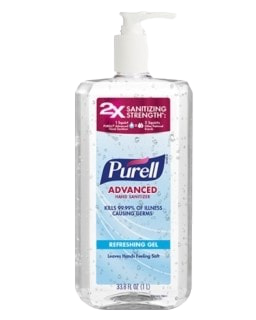 2X SANITIZING
STRENGTH†:
Purell
ADVANCED
HAND SANITIZER
KILLS 99.99% OF ILLNESS
CAUSING GERMS*
REFRESHING GEL
Leaves Hands Feeling Soft
33.8 fl OZ (1 L)